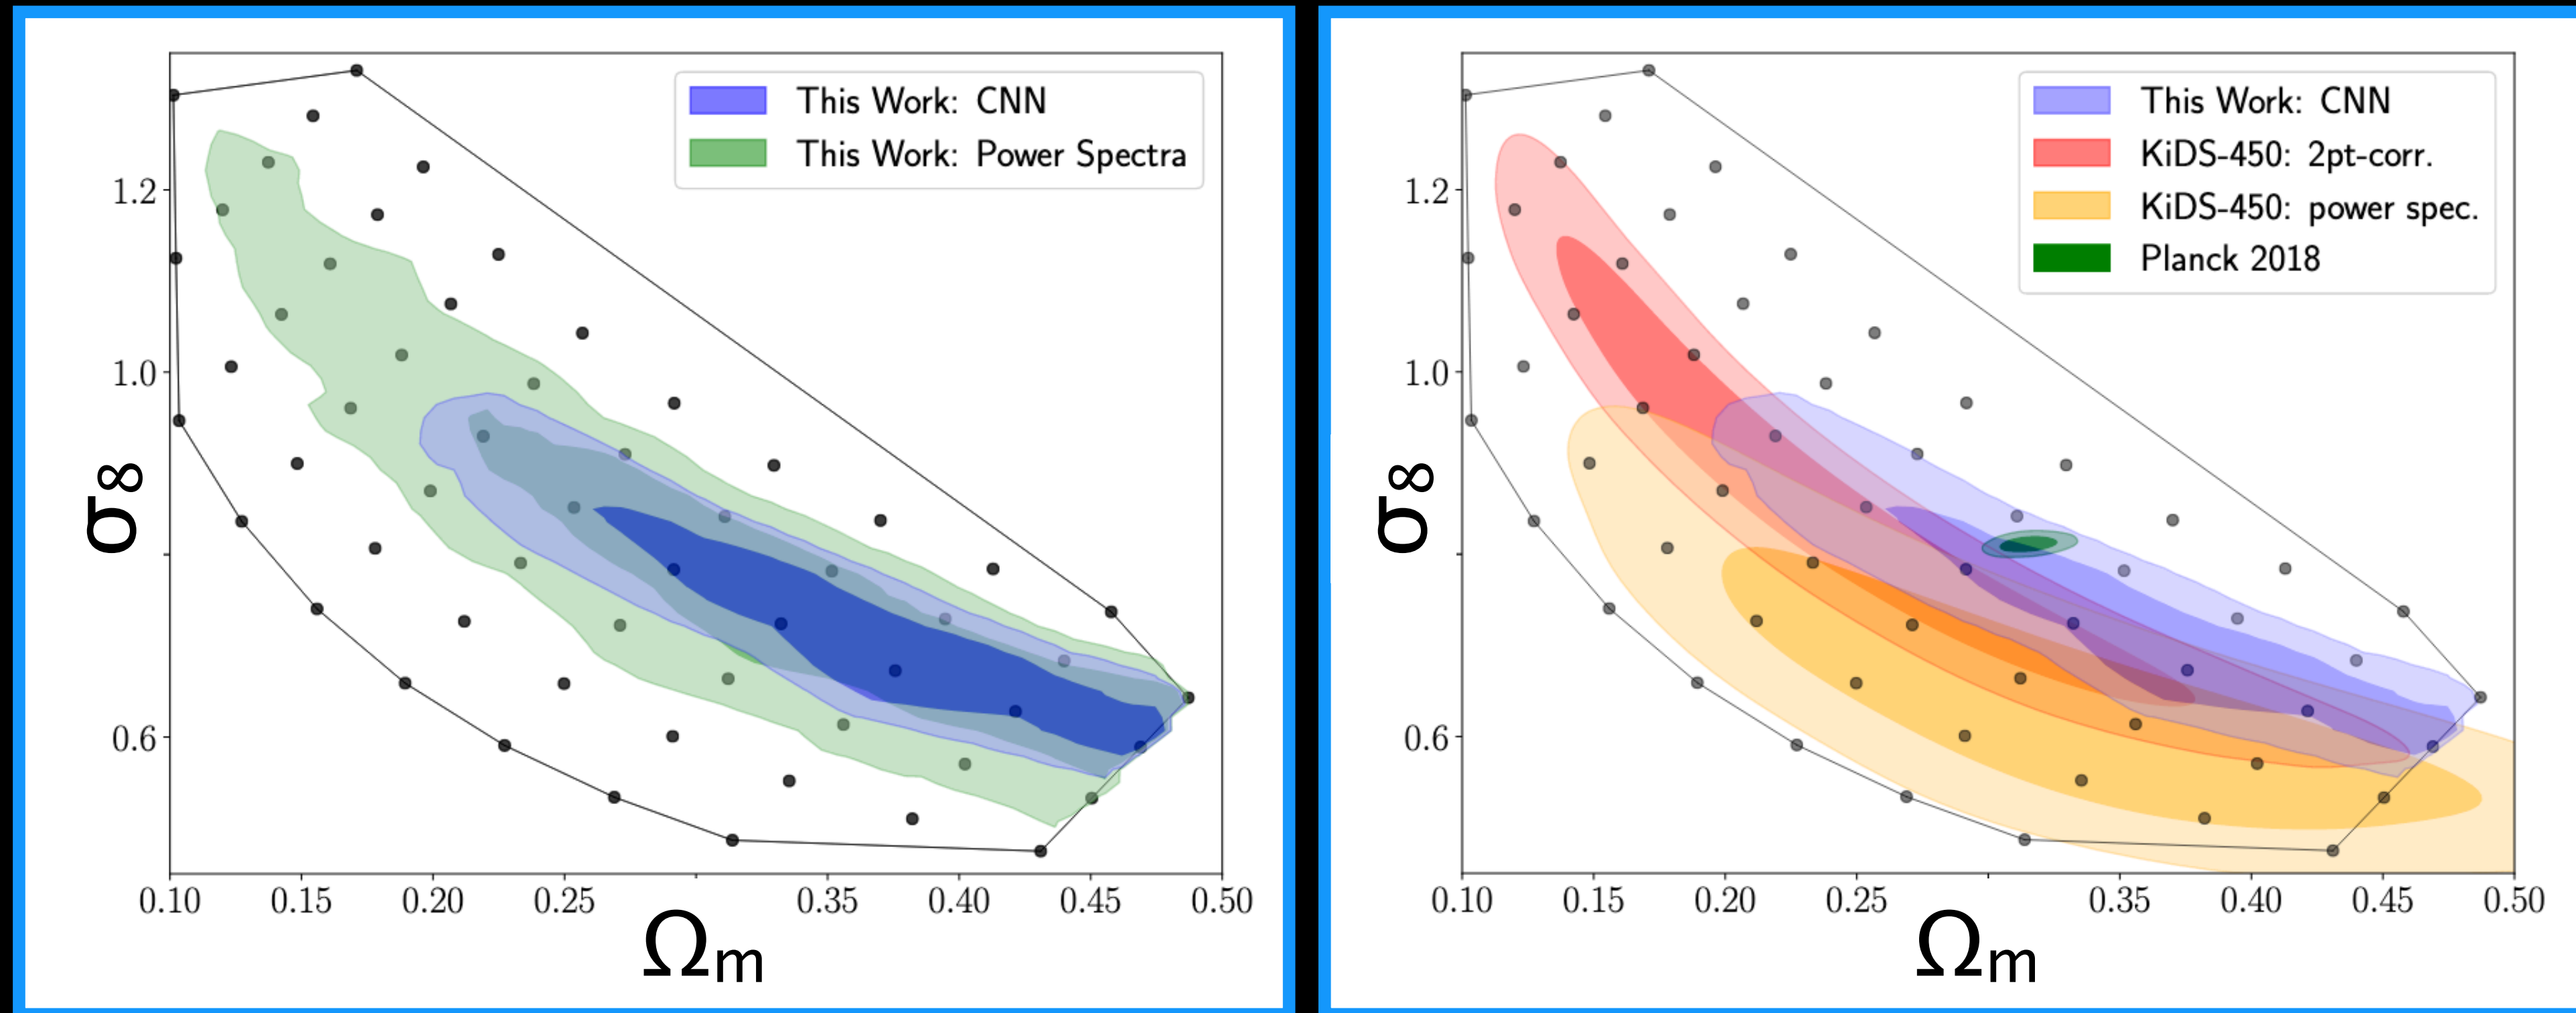 This Work: CNN
This Work: Power Spectra
1.2
1.0
0.6
σ8
0.10 0.15 0.20 0.25 0.35 0.40 0.45 0.50
Ωm
This Work: CNN
KiDS-450: 2pt-corr.
KiDS-450: power spec.
Planck 2018
1.2
1.0
0.6
σ8
0.10 0.15 0.20 0.25 0.35 0.40 0.45 0.50
Ωm